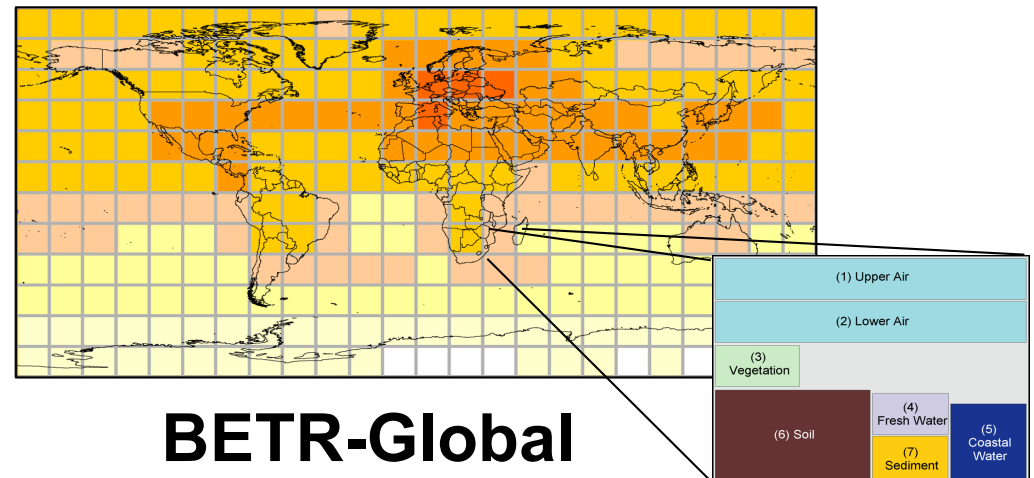 (1) Upper Air
(2) Lower Air
(3)
Vegetation
(4)
Fresh Water
(5)
Coastal
Water
(6) Soil
(7)
Sediment
BETR-Global